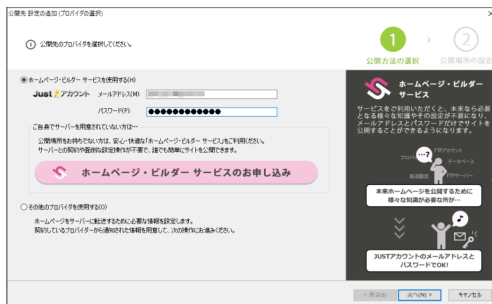 公開先 設定の追加 (プロバイダの選択)
公開先のプロバイダを選択してください。
1
2
公開方法の選択
公開場所の設定
ホームページ・ビルダー サービスを使用する(H)
Just アカウント
メールアドレス(M)
パスワード(P)
ご自身でサーバーを用意されていない方は…
公開場所をお持ちでない方は、安心・快適な「ホームページ・ビルダー サービス」をご利用ください。
サーバーとの契約や面倒な設定操作が不要で、誰でも簡単にサイトを公開できます。
ホームページ・ビルダー サービスのお申し込み
その他のプロバイダを使用する(O)
ホームページをサーバーに転送するために必要な情報を設定します。
契約しているプロバイダーから通知された情報を用意して、次の操作にお進みください。
ホームページ・ビルダー
サービス
サービスをご利用いただくと、本来なら必要
となる様々な知識やその設定が不要になり、
メールアドレスとパスワードだけでサイトを
公開することができるようになります。
…?
FTPアカウント
データベース
FTPサーバー
本来ホームページを公開するために
様々な知識が必要な所が…
JUSTアカウントのメールアドレスと
パスワードでOK!
次へ(N) >
キャンセル